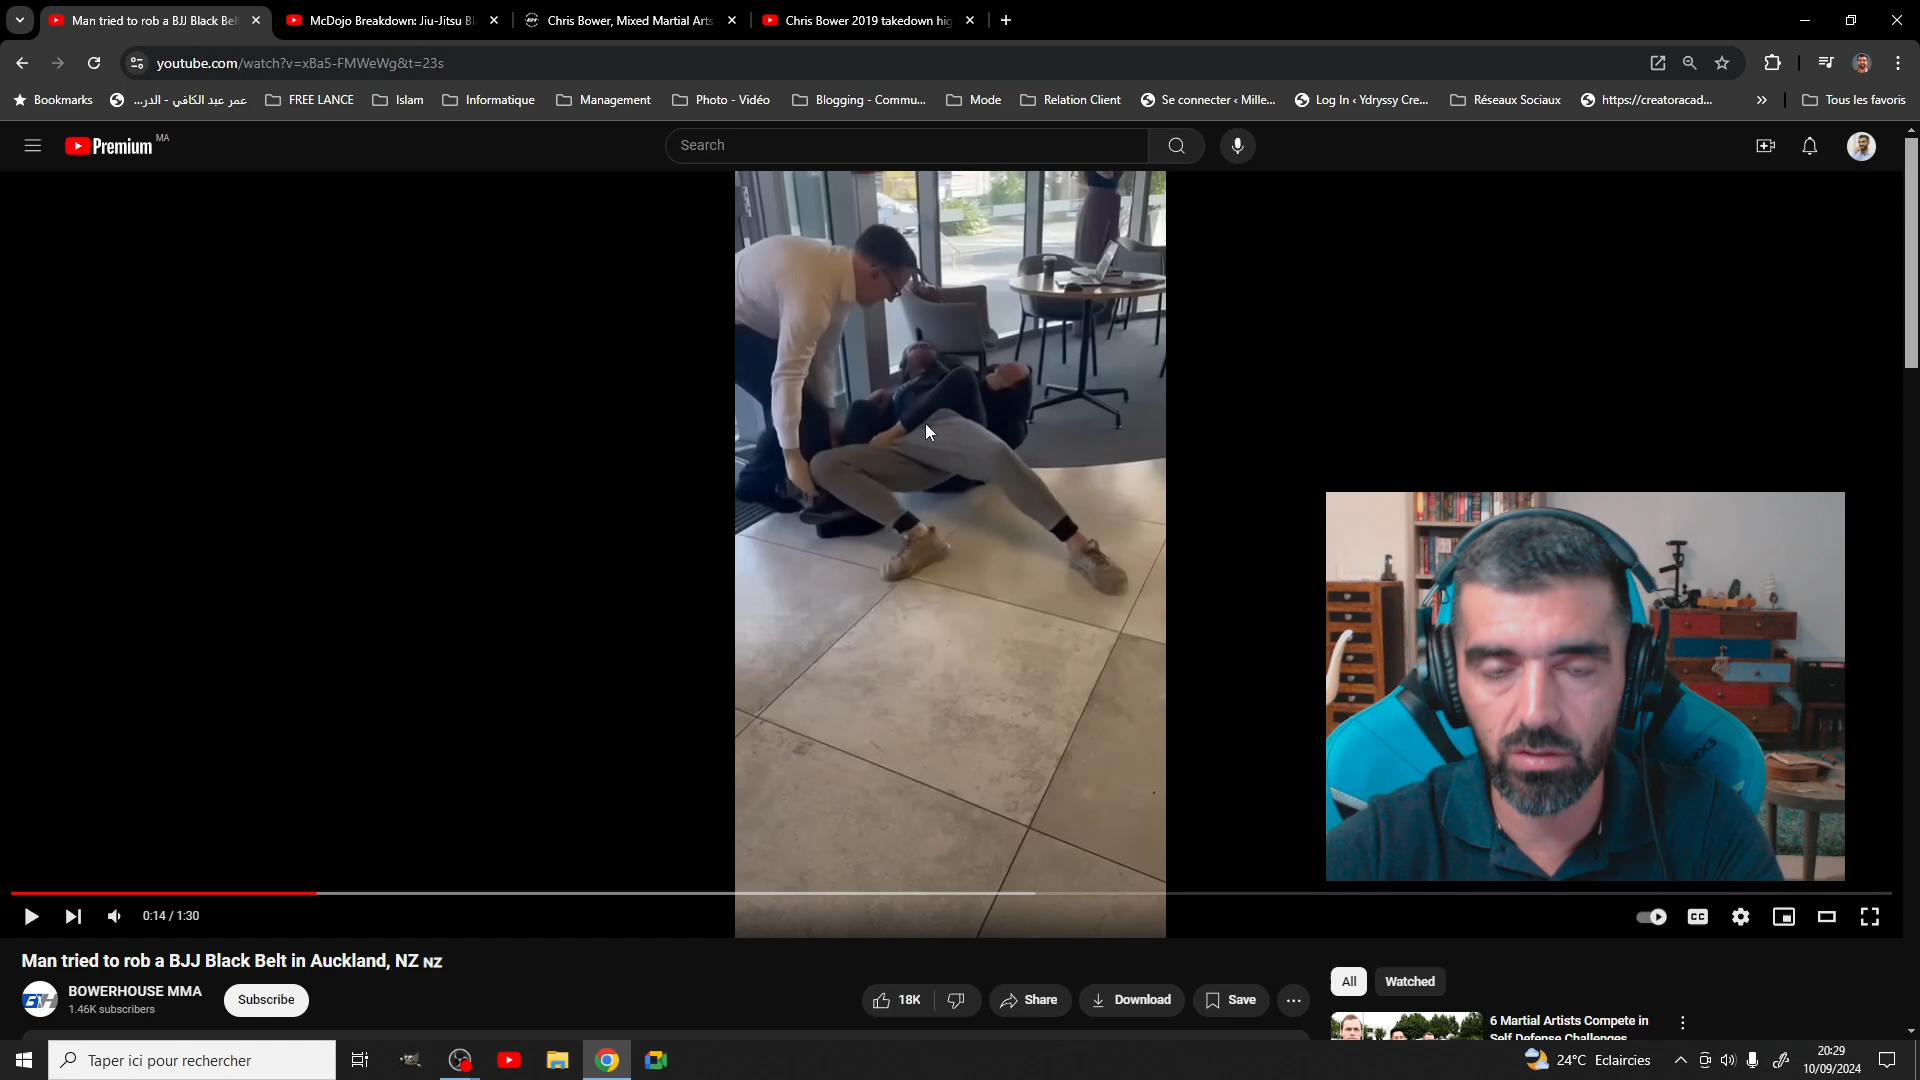 Man tried to rob a BJJ Black Bel
McDojo Breakdown: Jiu-Jitsu Bl
Chris Bower, Mixed Martial Arts
Chris Bower 2019 takedown hig
youtube.com/watch?v=xBa5-FMWeWg&t=23s
Bookmarks
عمر عبد الكافي - الدر...
FREE LANCE
Islam
Informatique
Management
Photo - Vidéo
Blogging - Commu...
Mode
Relation Client
Se connecter ‹ Mille...
Log In ‹ Ydryssy Cre...
Réseaux Sociaux
https://creatoracad...
»
Tous les favoris
Premium MA
Search
0:14 / 1:30
CC
Man tried to rob a BJJ Black Belt in Auckland, NZ NZ
BOWERHOUSE MMA
1.46K subscribers
Subscribe
18K
Share
Download
Save
All
Watched
6 Martial Artists Compete in
Self Defense Challenges
Taper ici pour rechercher
24°C Eclaircies
20:29
10/09/2024